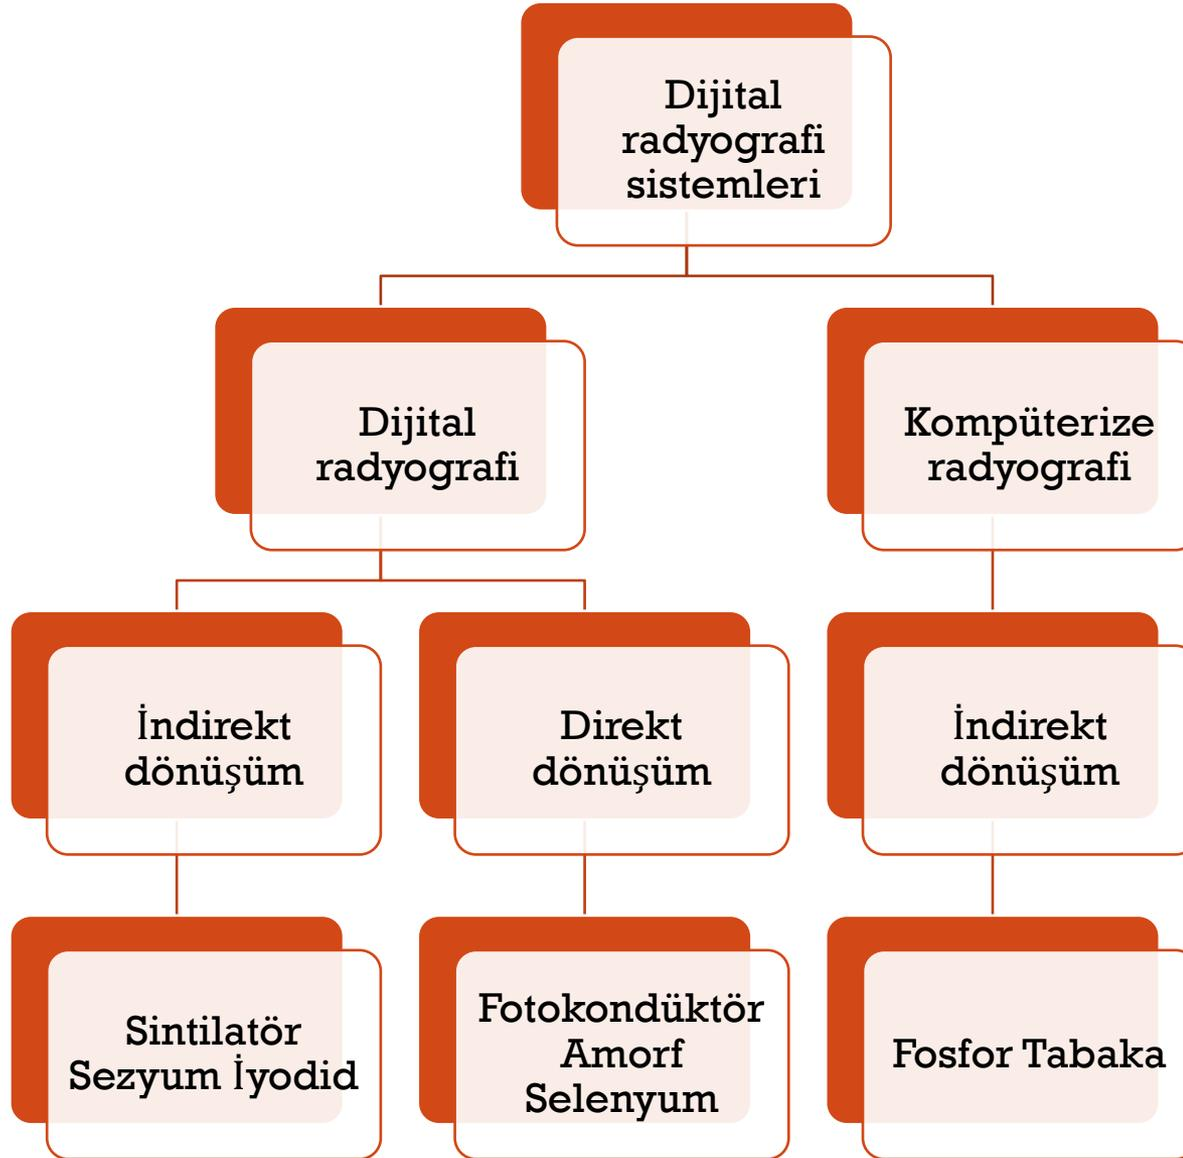 Dijital
radyografi
sistemleri
Dijital
radyografi
Kompüterize
radyografi
İndirekt
dönüşüm
Direkt
dönüşüm
İndirekt
dönüşüm
Sintilatör
Sezyum İyodid
Fotokondüktör
Amorf
Selenyum
Fosfor Tabaka